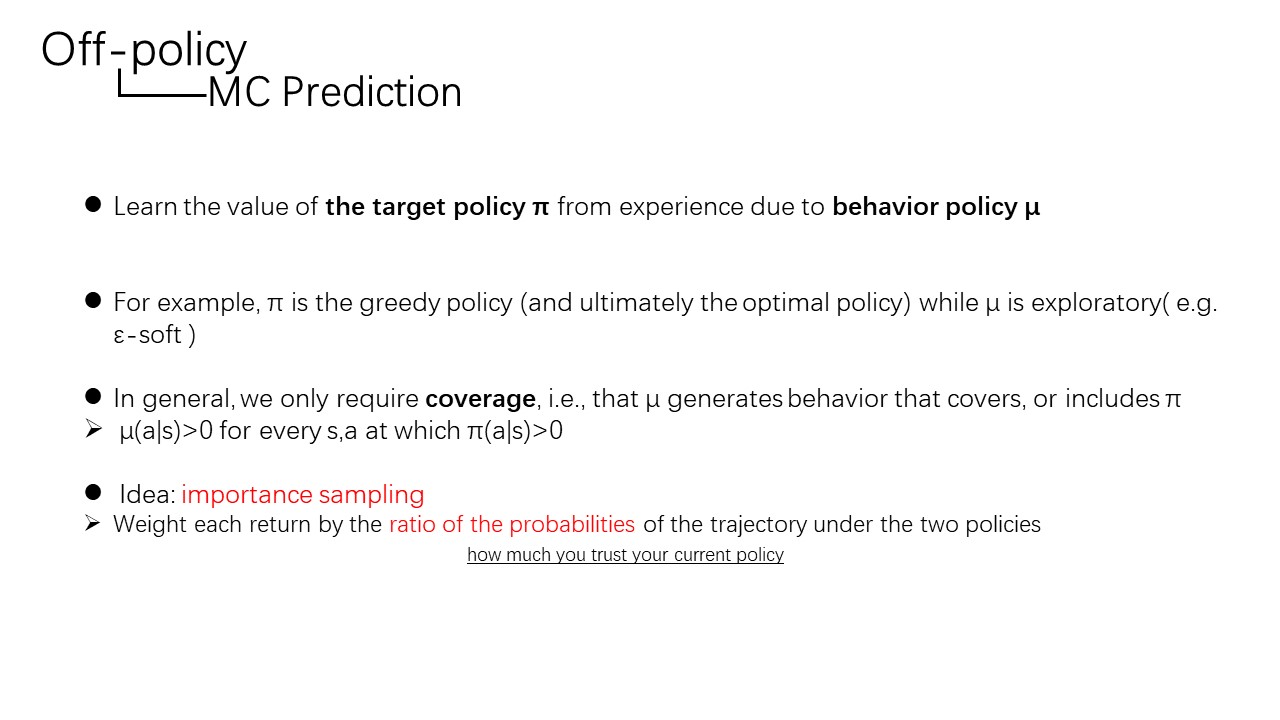 Off-policy
MC Prediction
● Learn the value of the target policy π from experience due to behavior policy μ
● For example, π is the greedy policy (and ultimately the optimal policy) while μ is exploratory( e.g.
ε-soft )
● In general, we only require coverage, i.e., that μ generates behavior that covers, or includes π
➢ μ(a|s)>0 for every s,a at which π(a|s)>0
● Idea: importance sampling
➢ Weight each return by the ratio of the probabilities of the trajectory under the two policies
how much you trust your current policy